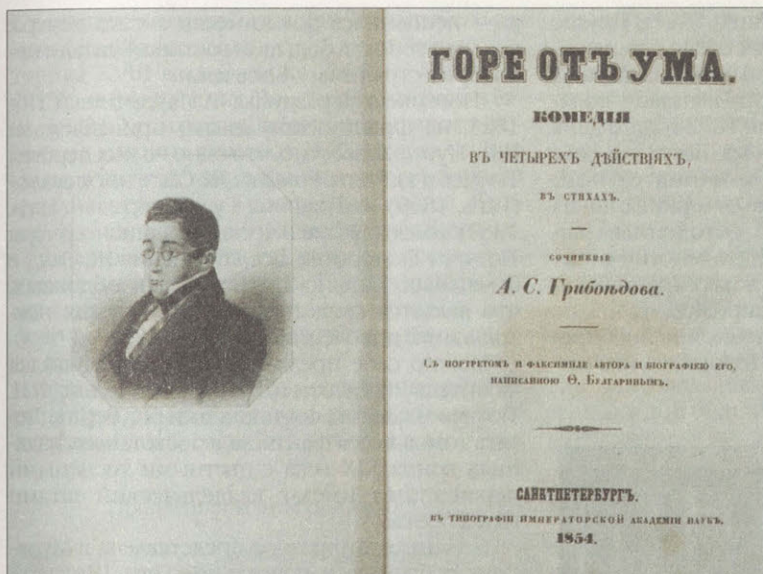 ГОРЕ ОТЪ УМА.
КОМЕДІЯ
ВЪ ЧЕТЫРЕХЪ ДѢЙСТВІЯХЪ,
ВЪ СТИХАХЪ.
СОЧИНЕНІЕ
А. С. Грибоѣдова.
СЪ ПОРТРЕТОМЪ И ФАКСИМИЛЕ АВТОРА И БІОГРАФІЕЮ ЕГО,
НАПИСАННОЮ Ѳ. БУЛГАРИНЫМЪ.
САНКТПЕТЕРБУРГЪ.
ВЪ ТИПОГРАФІИ ИМПЕРАТОРСКОЙ АКАДЕМІИ НАУКЪ.
1854.